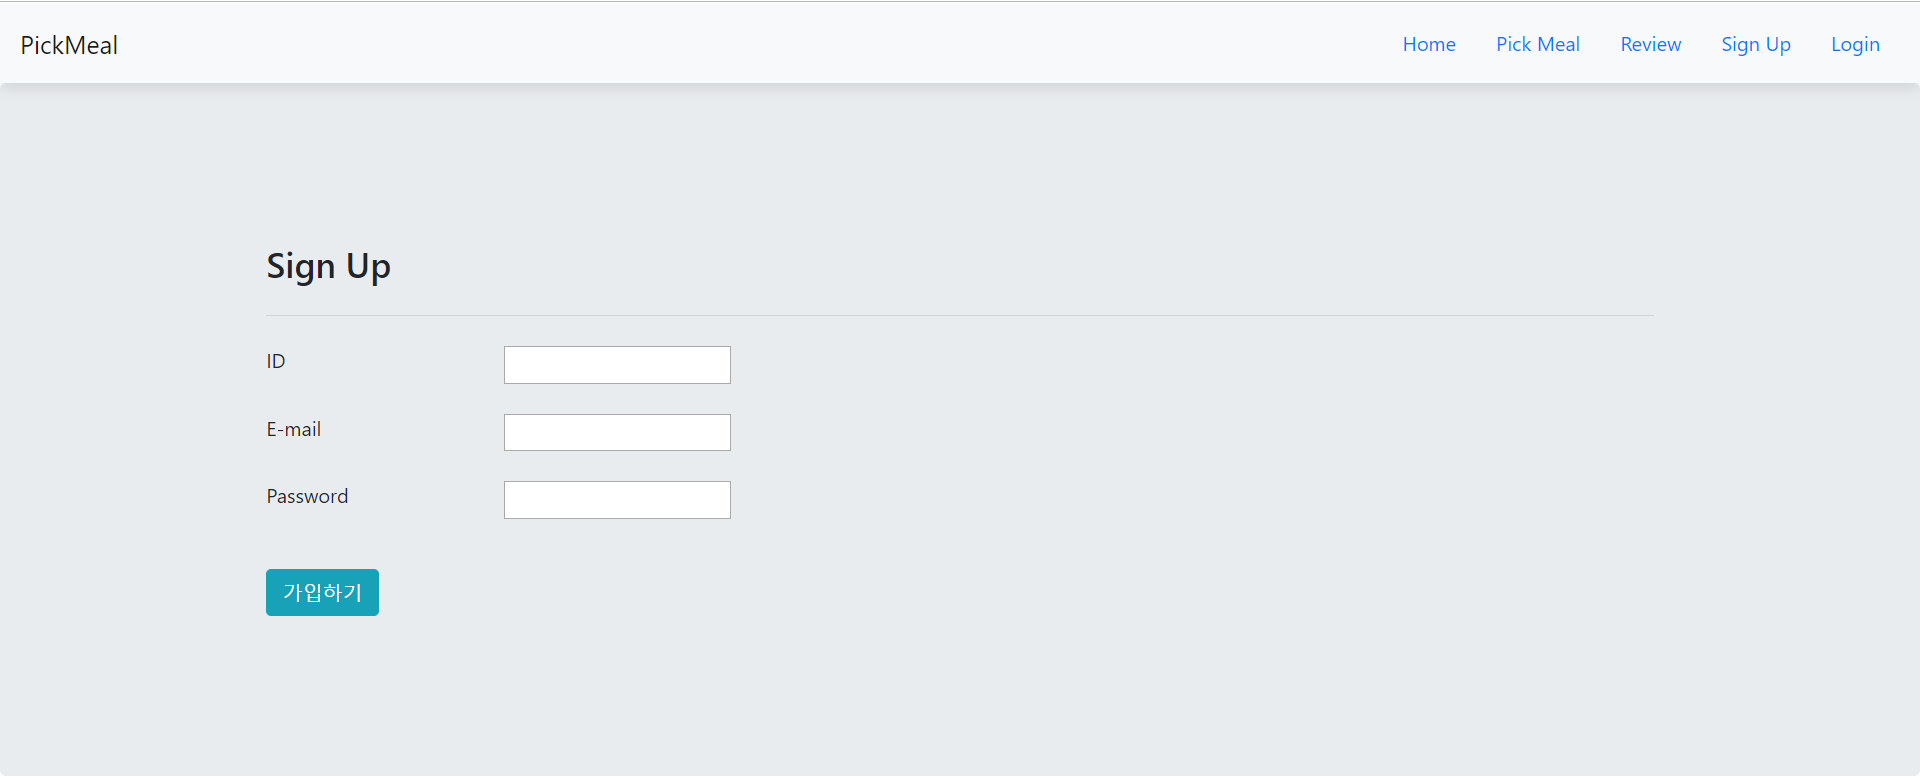 PickMeal
Home Pick Meal Review Sign Up Login
Sign Up
ID
E-mail
Password
가입하기